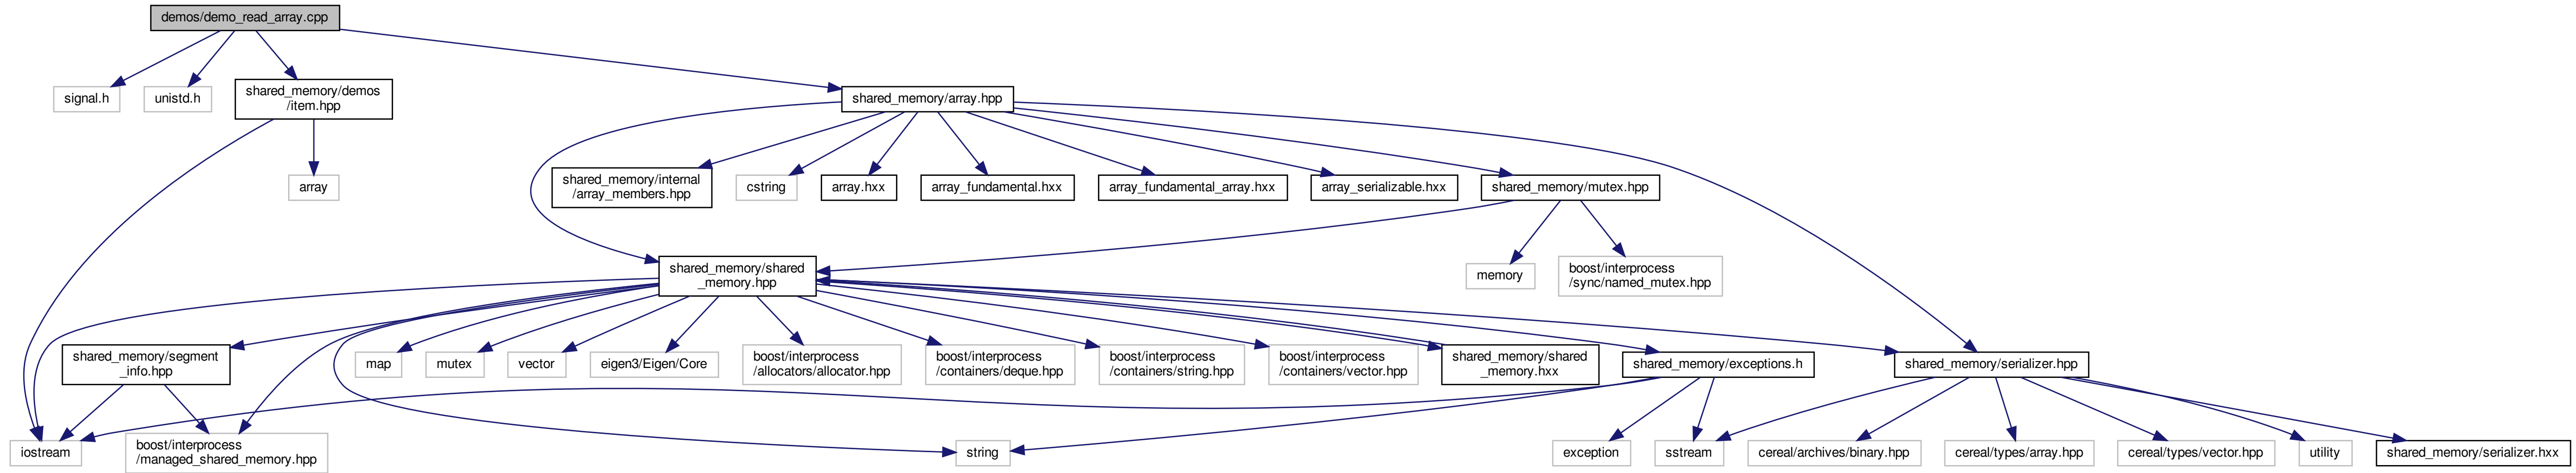 demos/demo_read_array.cpp
signal.h
unistd.h
shared_memory/demos
/item.hpp
shared_memory/array.hpp
array
shared_memory/internal
/array_members.hpp
cstring
array.hxx
array_fundamental.hxx
array_fundamental_array.hxx
array_serializable.hxx
shared_memory/mutex.hpp
shared_memory/shared
_memory.hpp
memory
boost/interprocess
/sync/named_mutex.hpp
shared_memory/segment
_info.hpp
map
mutex
vector
eigen3/Eigen/Core
boost/interprocess
/allocators/allocator.hpp
boost/interprocess
/containers/deque.hpp
boost/interprocess
/containers/string.hpp
boost/interprocess
/containers/vector.hpp
shared_memory/shared
_memory.hxx
shared_memory/exceptions.h
shared_memory/serializer.hpp
iostream
boost/interprocess
/managed_shared_memory.hpp
string
exception
sstream
cereal/archives/binary.hpp
cereal/types/array.hpp
cereal/types/vector.hpp
utility
shared_memory/serializer.hxx